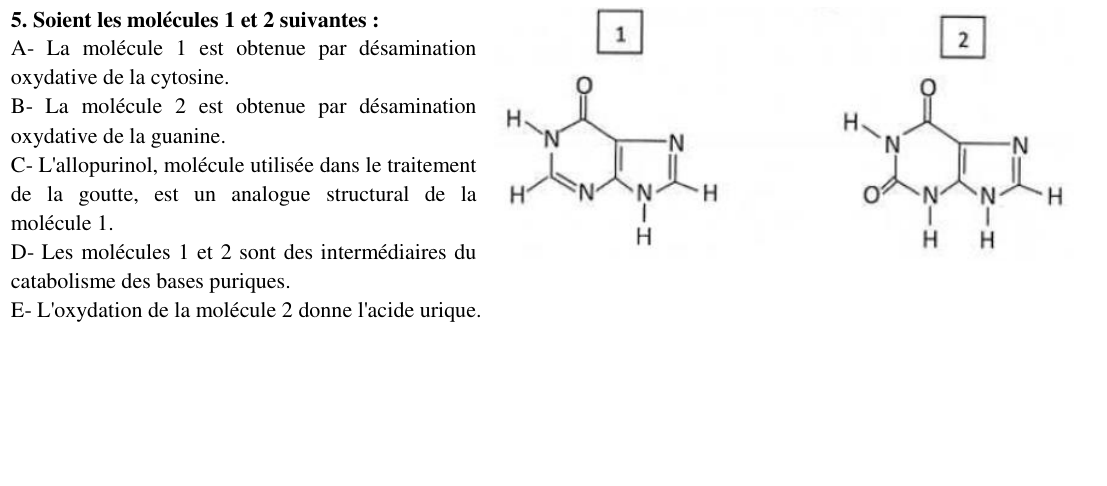 5. Soient les molécules 1 et 2 suivantes :
A- La molécule 1 est obtenue par désamination
oxydative de la cytosine.
B- La molécule 2 est obtenue par désamination
oxydative de la guanine.
C- L'allopurinol, molécule utilisée dans le traitement
de la goutte, est un analogue structural de la
molécule 1.
D- Les molécules 1 et 2 sont des intermédiaires du
catabolisme des bases puriques.
E- L'oxydation de la molécule 2 donne l'acide urique.
1
O
H N N
H N N H
H
2
O
H N N
O N N H
H H